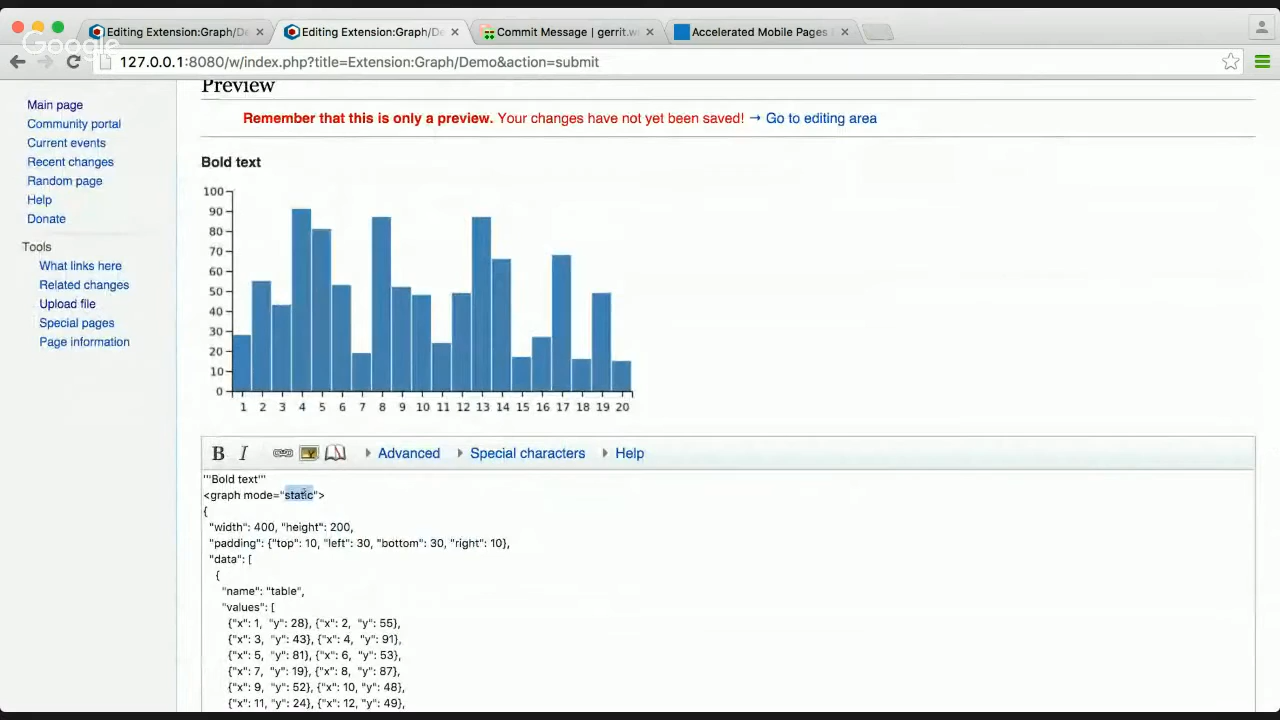 Editing Extension:Graph/De
Editing Extension:Graph/De
Commit Message | gerrit.w
Accelerated Mobile Pages
Google
127.0.0.1:8080/w/index.php?title=Extension:Graph/Demo&action=submit
Main page
Community portal
Current events
Recent changes
Random page
Help
Donate
Tools
What links here
Related changes
Upload file
Special pages
Page information
Preview
Remember that this is only a preview. Your changes have not yet been saved! → Go to editing area
Bold text
100
90
80
70
60
50
40
30
20
10
0
1 2 3 4 5 6 7 8 9 10 11 12 13 14 15 16 17 18 19 20
B I Advanced Special characters Help
'''Bold text'''
<graph mode="static">
{
"width": 400, "height": 200,
"padding": {"top": 10, "left": 30, "bottom": 30, "right": 10},
"data": [
{
"name": "table",
"values": [
{"x": 1, "y": 28}, {"x": 2, "y": 55},
{"x": 3, "y": 43}, {"x": 4, "y": 91},
{"x": 5, "y": 81}, {"x": 6, "y": 53},
{"x": 7, "y": 19}, {"x": 8, "y": 87},
{"x": 9, "y": 52}, {"x": 10, "y": 48},
{"x": 11, "y": 24}, {"x": 12, "y": 49},